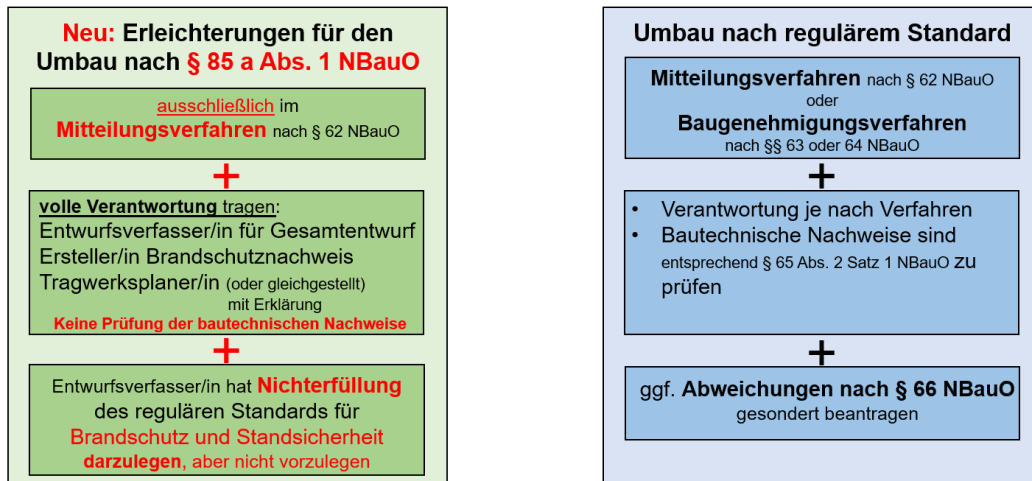 Neu: Erleichterungen für den
Umbau nach § 85 a Abs. 1 NBauO
ausschließlich im
Mitteilungsverfahren nach § 62 NBauO
+
volle Verantwortung tragen:
Entwurfsverfasser/in für Gesamtentwurf
Ersteller/in Brandschutznachweis
Tragwerksplaner/in (oder gleichgestellt)
mit Erklärung
Keine Prüfung der bautechnischen Nachweise
+
Entwurfsverfasser/in hat Nichterfüllung
des regulären Standards für
Brandschutz und Standsicherheit
darzulegen, aber nicht vorzulegen
Umbau nach regulärem Standard
Mitteilungsverfahren nach § 62 NBauO
oder
Baugenehmigungsverfahren
nach §§ 63 oder 64 NBauO
+
• Verantwortung je nach Verfahren
• Bautechnische Nachweise sind
entsprechend § 65 Abs. 2 Satz 1 NBauO zu
prüfen
+
ggf. Abweichungen nach § 66 NBauO
gesondert beantragen